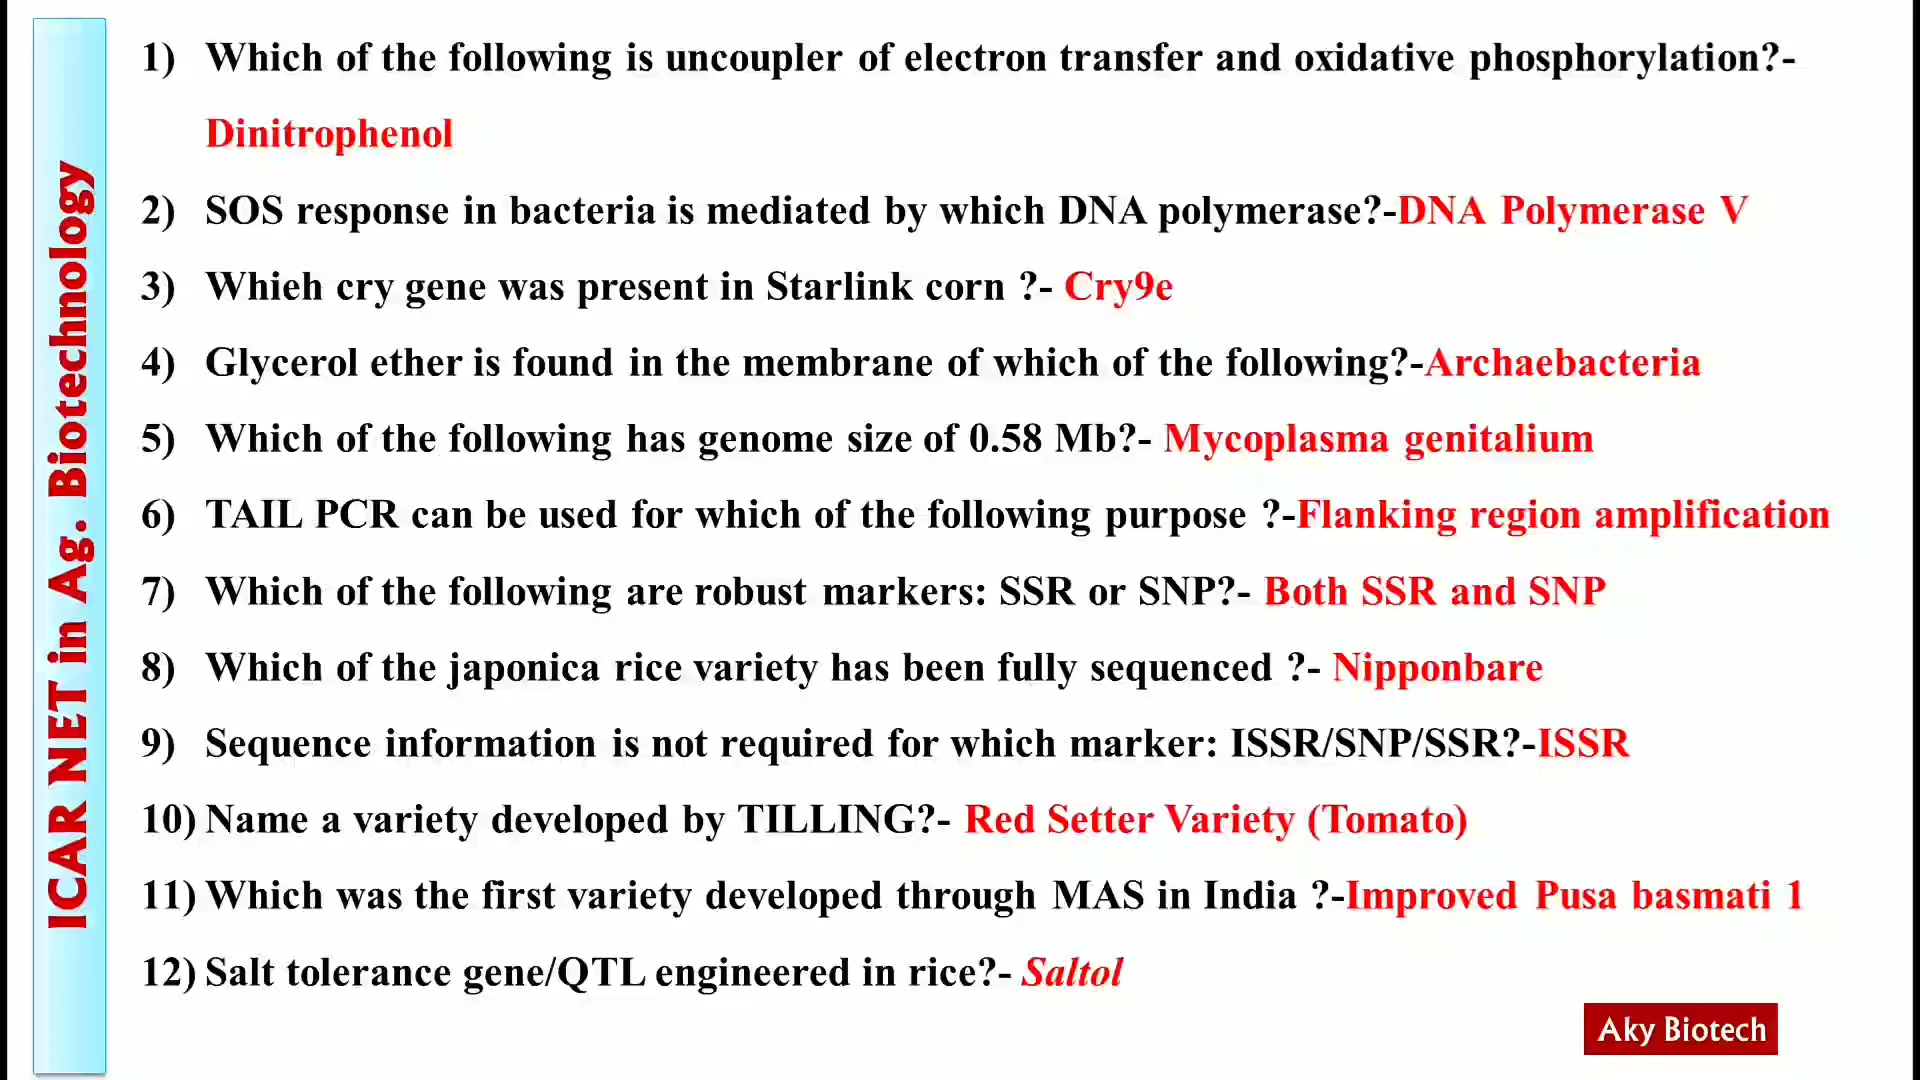 ICAR NET in Ag. Biotechnology
1) Which of the following is uncoupler of electron transfer and oxidative phosphorylation?-
Dinitrophenol
2) SOS response in bacteria is mediated by which DNA polymerase?-DNA Polymerase V
3) Whieh cry gene was present in Starlink corn ?- Cry9e
4) Glycerol ether is found in the membrane of which of the following?-Archaebacteria
5) Which of the following has genome size of 0.58 Mb?- Mycoplasma genitalium
6) TAIL PCR can be used for which of the following purpose ?-Flanking region amplification
7) Which of the following are robust markers: SSR or SNP?- Both SSR and SNP
8) Which of the japonica rice variety has been fully sequenced ?- Nipponbare
9) Sequence information is not required for which marker: ISSR/SNP/SSR?-ISSR
10) Name a variety developed by TILLING?- Red Setter Variety (Tomato)
11) Which was the first variety developed through MAS in India ?-Improved Pusa basmati 1
12) Salt tolerance gene/QTL engineered in rice?- Saltol
Aky Biotech